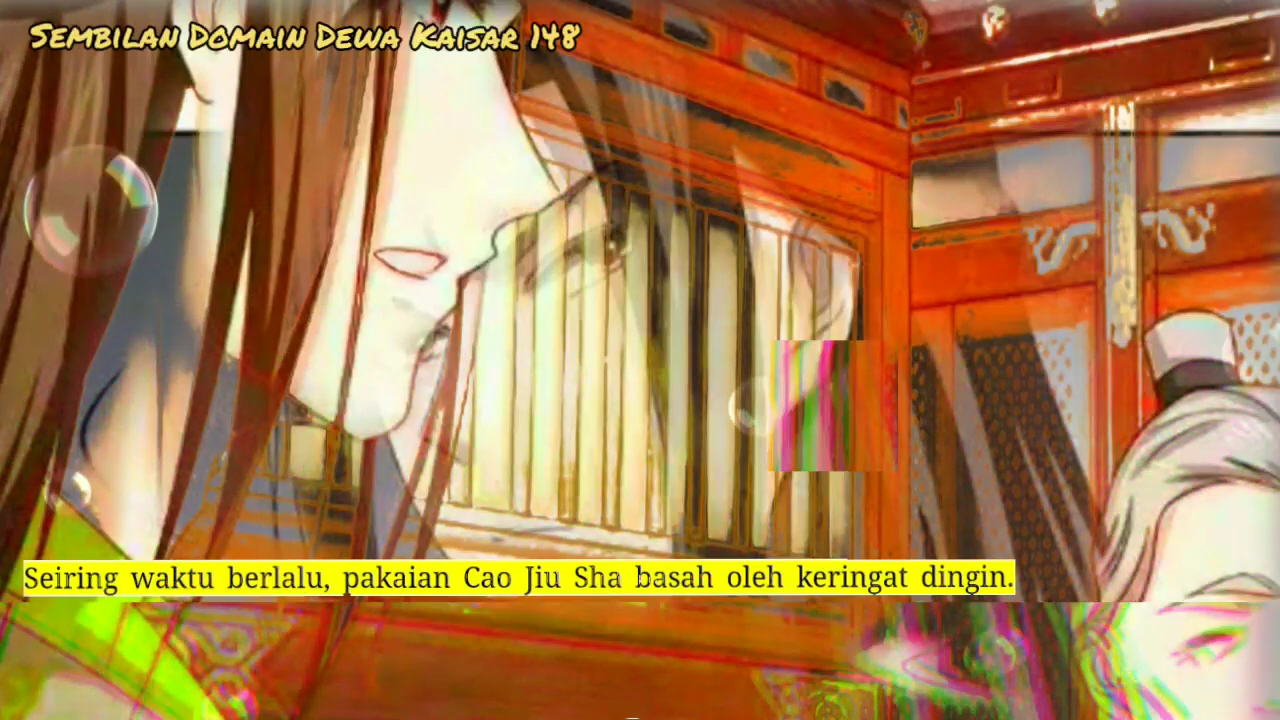 Sembilan Domain Dewa Kaisar 148
Seiring waktu berlalu, pakaian Cao Jiu Sha basah oleh keringat dingin.